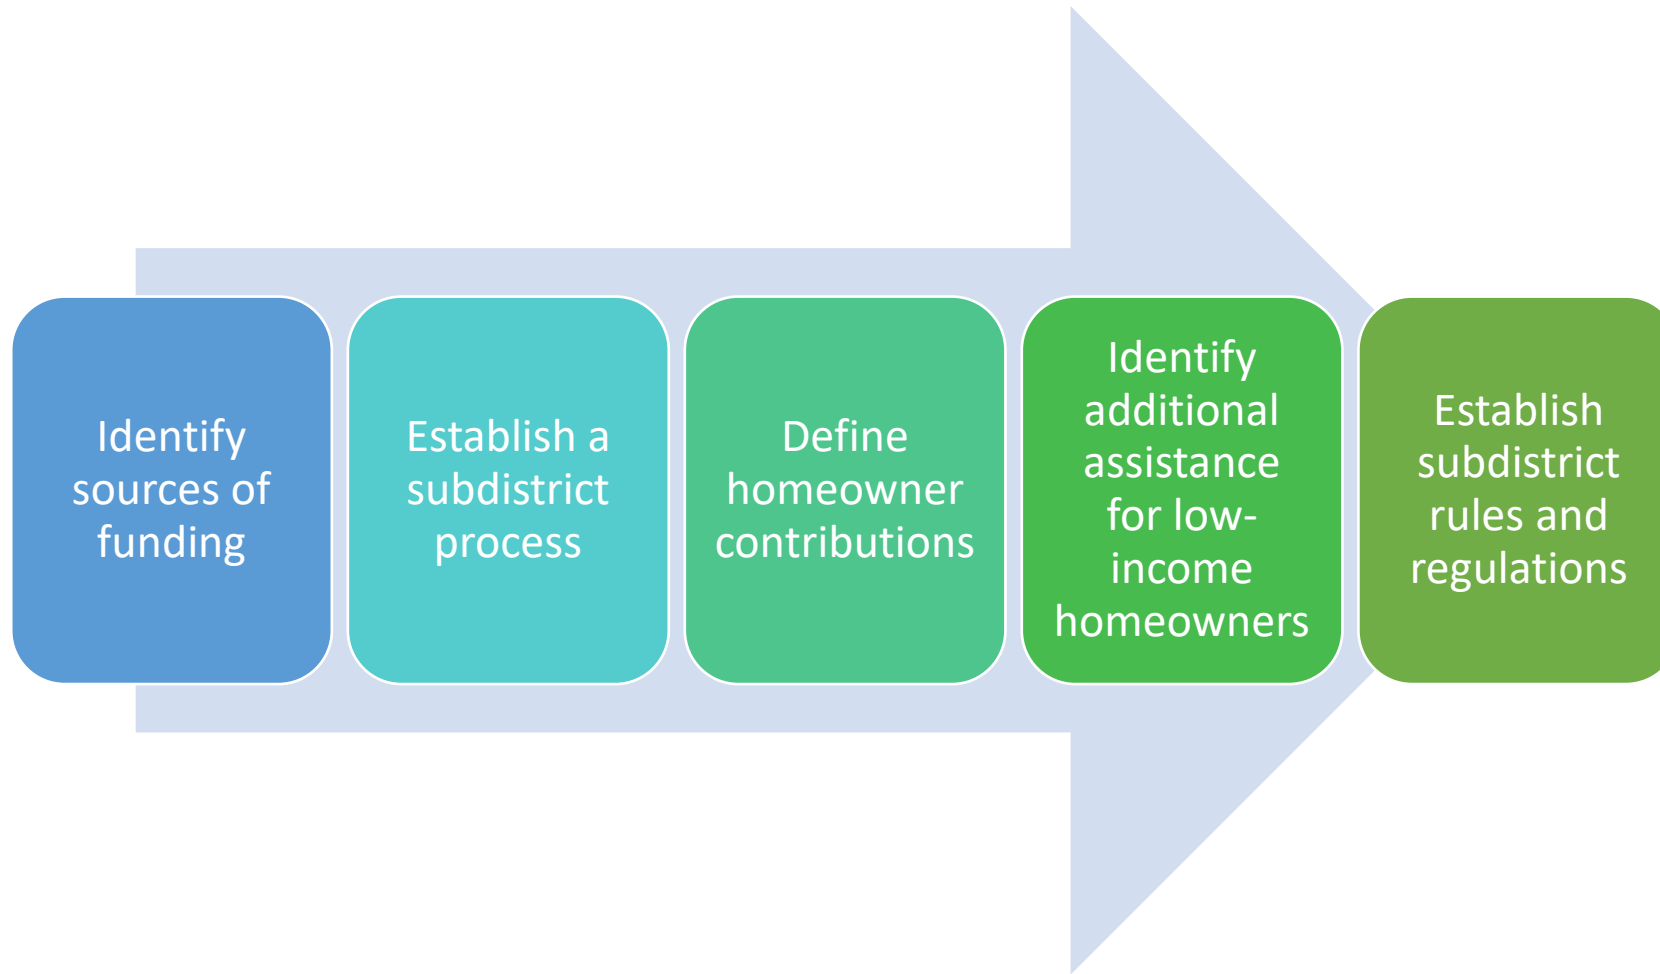 Identify
sources of
funding
Establish a
subdistrict
process
Define
homeowner
contributions
Identify
additional
assistance
for low-
income
homeowners
Establish
subdistrict
rules and
regulations